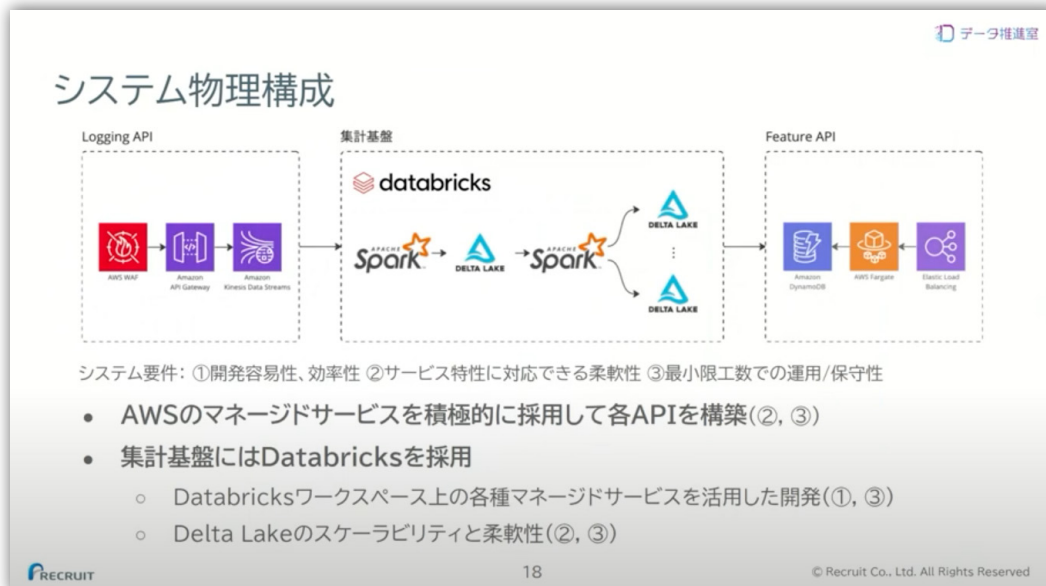 データ推進室
システム物理構成
Logging API
集計基盤
Feature API
databricks
AWS WAF
Amazon
API Gateway
Amazon
Kinesis Data Streams
APACHE
Spark
DELTA LAKE
APACHE
Spark
DELTA LAKE
DELTA LAKE
Amazon
DynamoDB
AWS Fargate
Elastic Load
Balancing
システム要件: ①開発容易性、効率性 ②サービス特性に対応できる柔軟性 ③最小限工数での運用/保守性
• AWSのマネージドサービスを積極的に採用して各APIを構築(②, ③)
• 集計基盤にはDatabricksを採用
○ Databricksワークスペース上の各種マネージドサービスを活用した開発(①, ③)
○ Delta Lakeのスケーラビリティと柔軟性(②, ③)
RECRUIT
18
© Recruit Co., Ltd. All Rights Reserved